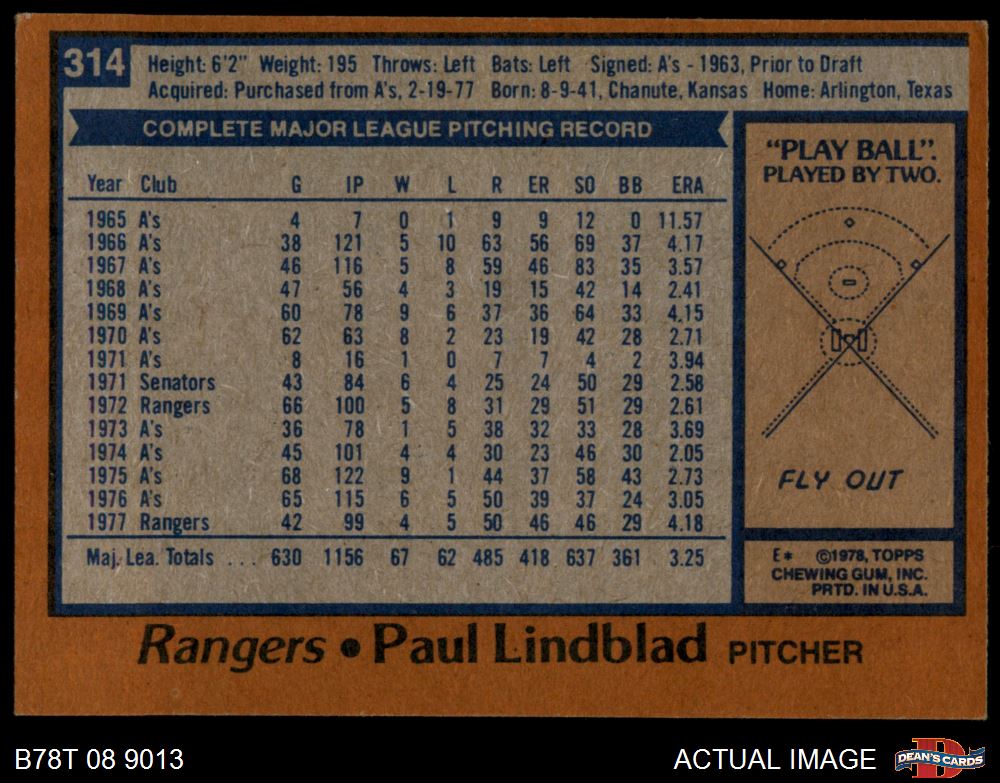 314
Height: 6'2" Weight: 195 Throws: Left Bats: Left Signed: A's - 1963, Prior to Draft
Acquired: Purchased from A's, 2-19-77 Born: 8-9-41, Chanute, Kansas Home: Arlington, Texas
COMPLETE MAJOR LEAGUE PITCHING RECORD
Year Club G IP W L R ER SO BB ERA
1965 A's 4 7 0 1 9 9 12 0 11.57
1966 A's 38 121 5 10 63 56 69 37 4.17
1967 A's 46 116 5 8 59 46 83 35 3.57
1968 A's 47 56 4 3 19 15 42 14 2.41
1969 A's 60 78 9 6 37 36 64 33 4.15
1970 A's 62 63 8 2 23 19 42 28 2.71
1971 A's 8 16 1 0 7 7 4 2 3.94
1971 Senators 43 84 6 4 25 24 50 29 2.58
1972 Rangers 66 100 5 8 31 29 51 29 2.61
1973 A's 36 78 1 5 38 32 33 28 3.69
1974 A's 45 101 4 4 30 23 46 30 2.05
1975 A's 68 122 9 1 44 37 58 43 2.73
1976 A's 65 115 6 5 50 39 37 24 3.05
1977 Rangers 42 99 4 5 50 46 46 29 4.18
Maj. Lea. Totals ... 630 1156 67 62 485 418 637 361 3.25
"PLAY BALL".
PLAYED BY TWO.
FLY OUT
E* ©1978, TOPPS
CHEWING GUM, INC.
PRTD. IN U.S.A.
Rangers • Paul Lindblad PITCHER
B78T 08 9013
ACTUAL IMAGE
D
DEAN'S CARDS